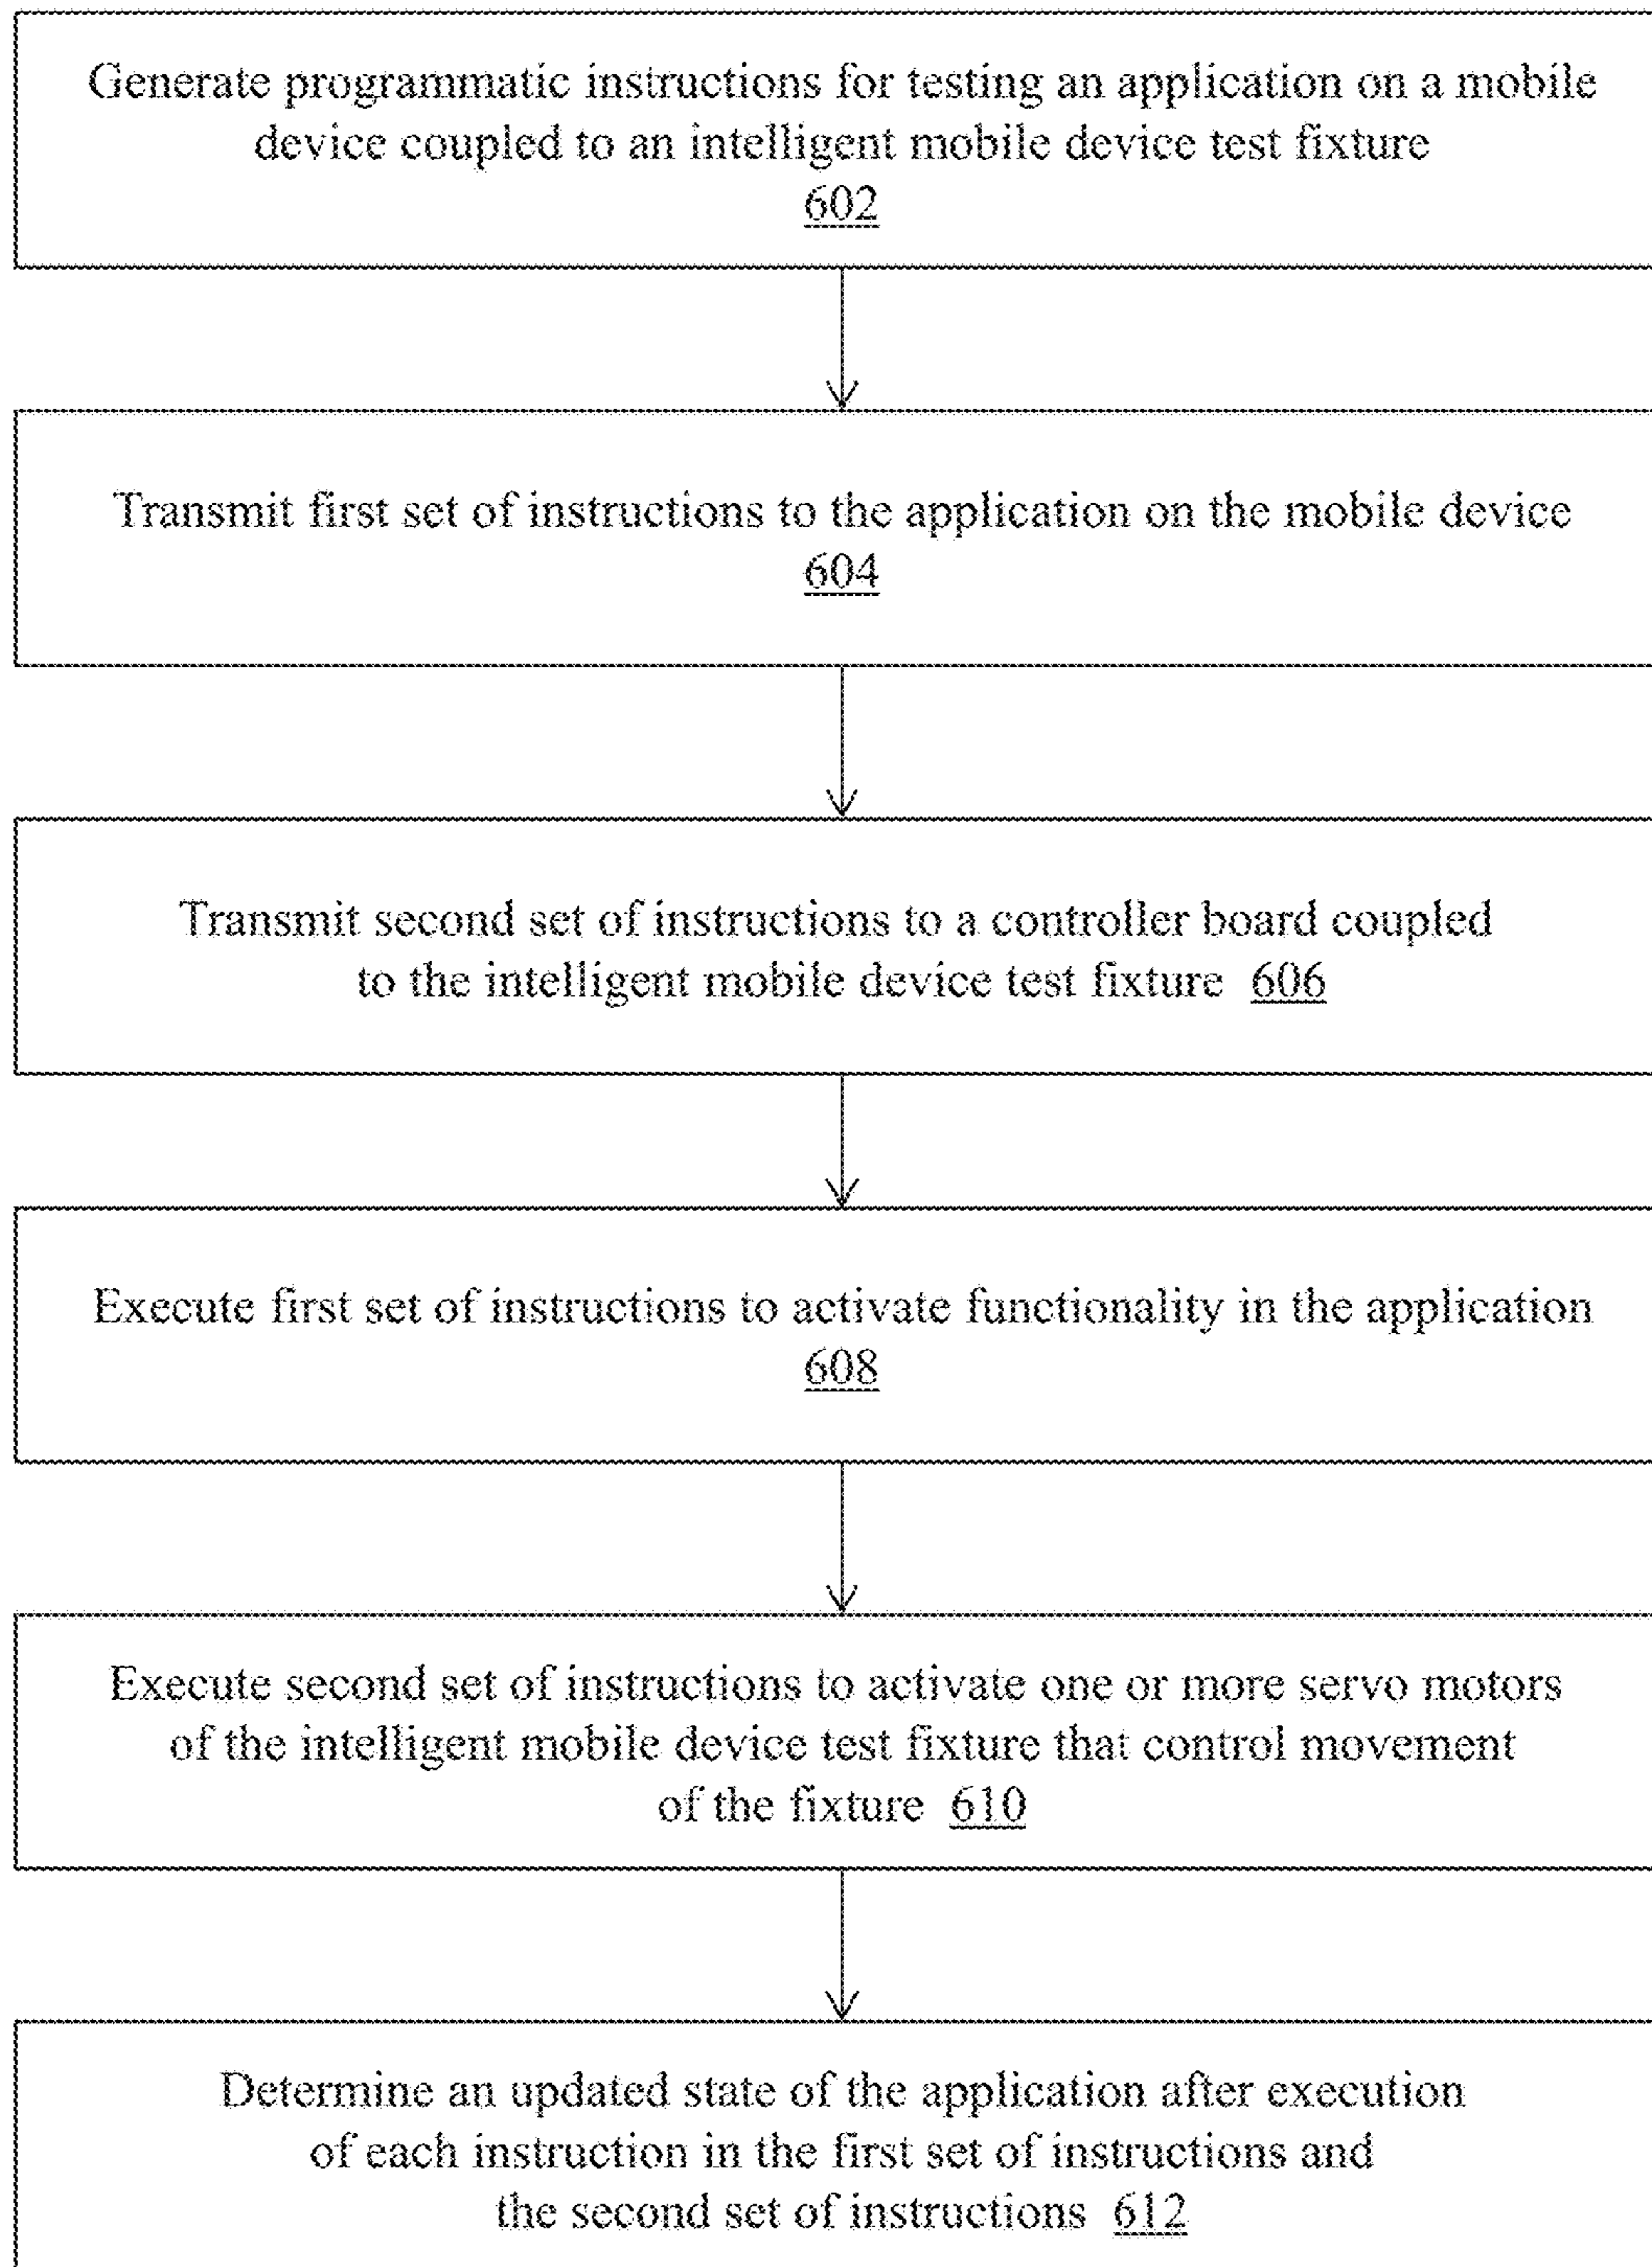 Generate programmatic instructions for testing an application on a mobile
device coupled to an intelligent mobile device test fixture
602
Transmit first set of instructions to the application on the mobile device
604
Transmit second set of instructions to a controller board coupled
to the intelligent mobile device test fixture 606
Execute first set of instructions to activate functionality in the application
608
Execute second set of instructions to activate one or more servo motors
of the intelligent mobile device test fixture that control movement
of the fixture 610
Determine an updated state of the application after execution
of each instruction in the first set of instructions and
the second set of instructions 612